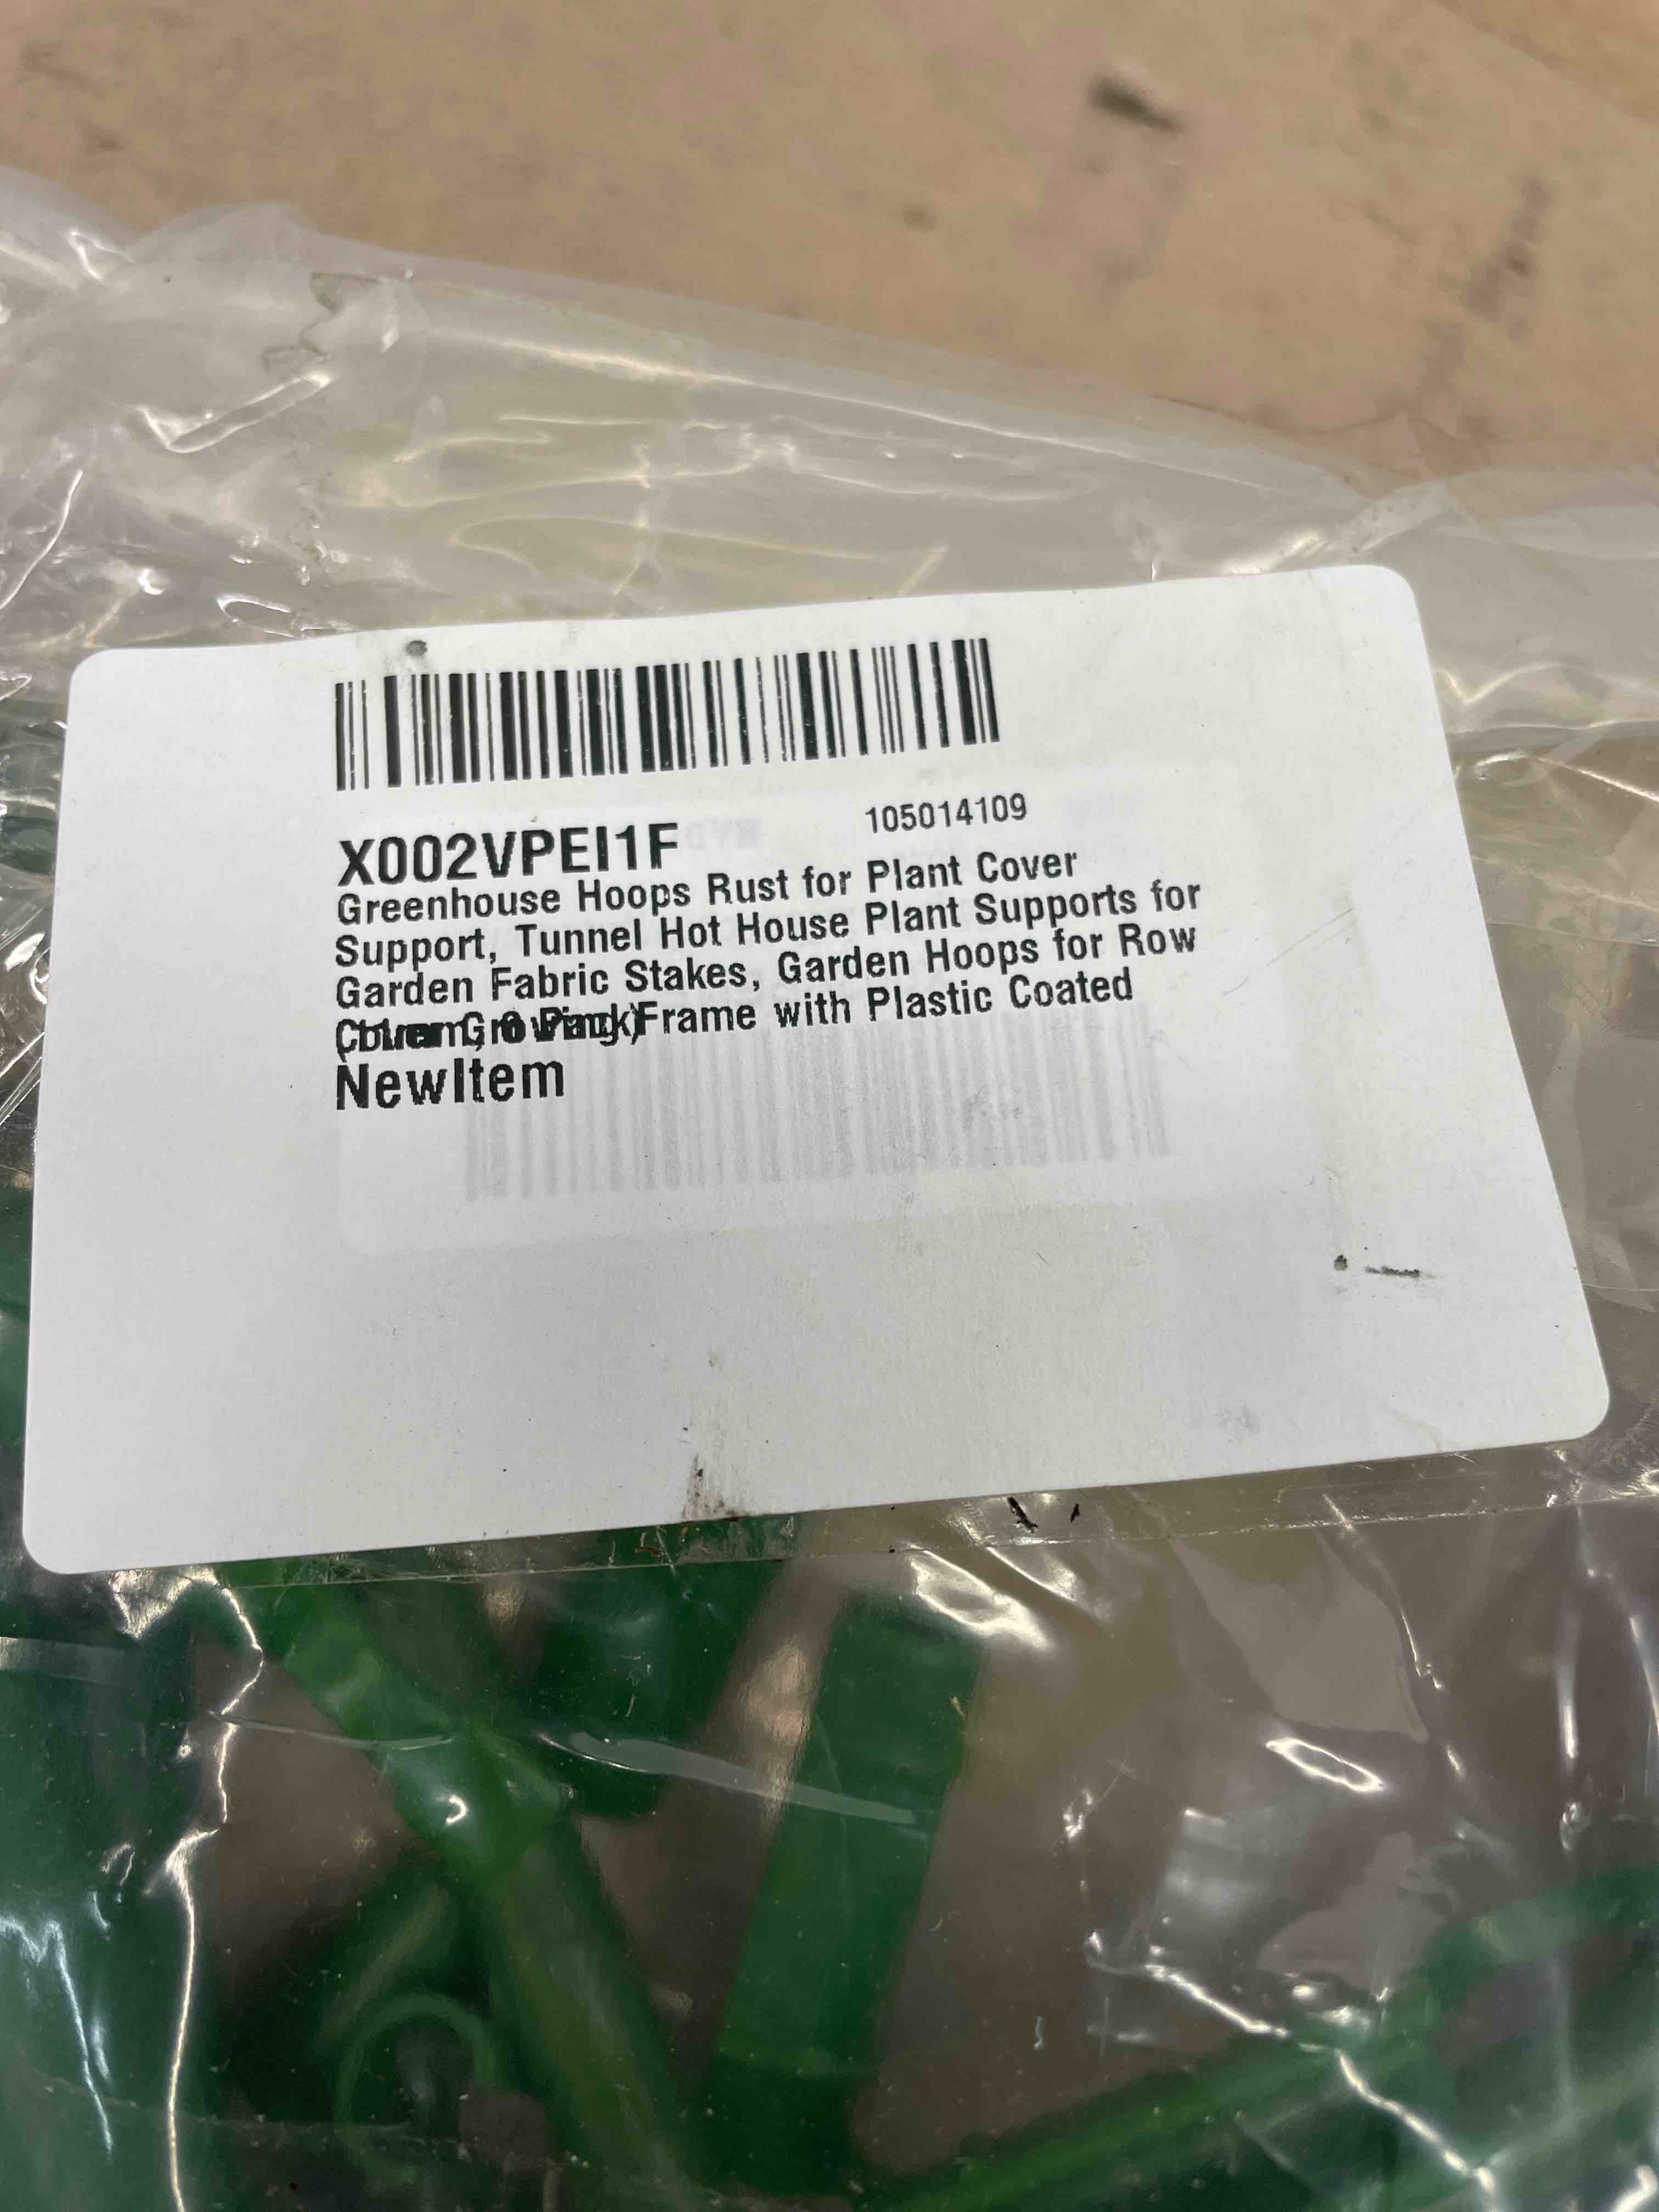 X002VPEI1F
105014109
Greenhouse Hoops Rust for Plant Cover
Support, Tunnel Hot House Plant Supports for
Garden Fabric Stakes, Garden Hoops for Row
Frame with Plastic Coated
NewItem